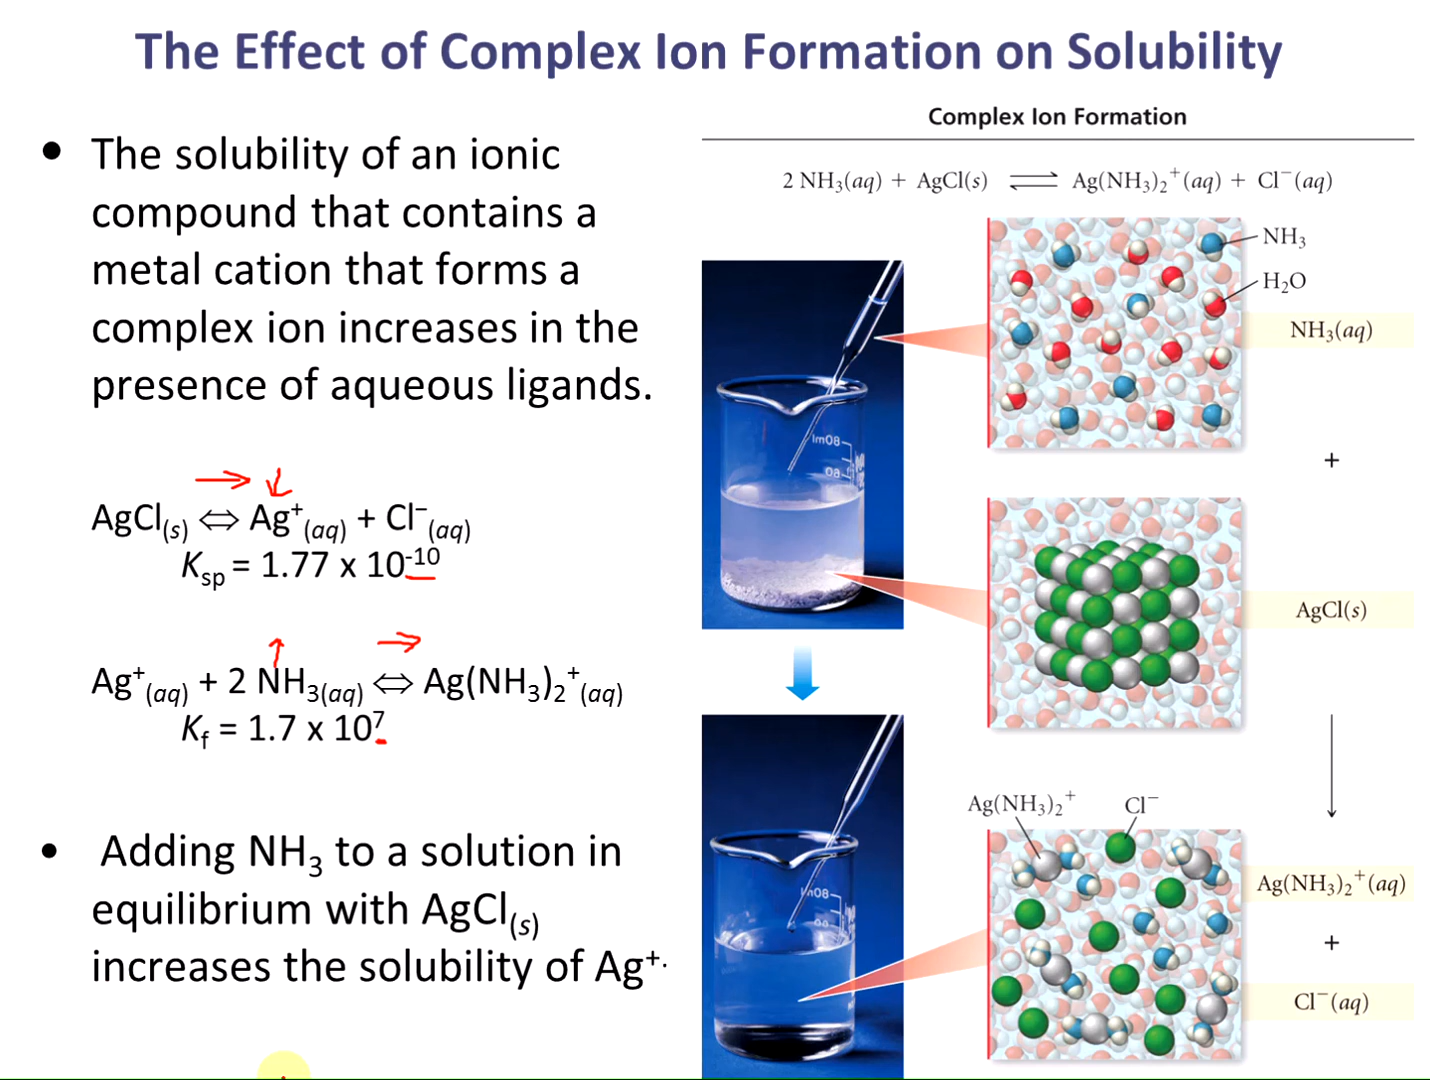 The Effect of Complex Ion Formation on Solubility
• The solubility of an ionic
compound that contains a
metal cation that forms a
complex ion increases in the
presence of aqueous ligands.
AgCl(s) ⇔ Ag⁺(aq) + Cl⁻(aq)
Ksp = 1.77 x 10⁻¹⁰
Ag⁺(aq) + 2 NH₃(aq) ⇔ Ag(NH₃)₂⁺(aq)
Kf = 1.7 x 10⁷
• Adding NH₃ to a solution in
equilibrium with AgCl(s)
increases the solubility of Ag⁺.
Complex Ion Formation
2 NH₃(aq) + AgCl(s) ⇌ Ag(NH₃)₂⁺(aq) + Cl⁻(aq)
NH₃
H₂O
NH₃(aq)
+
AgCl(s)
Ag(NH₃)₂⁺
Cl⁻
Ag(NH₃)₂⁺(aq)
+
Cl⁻(aq)